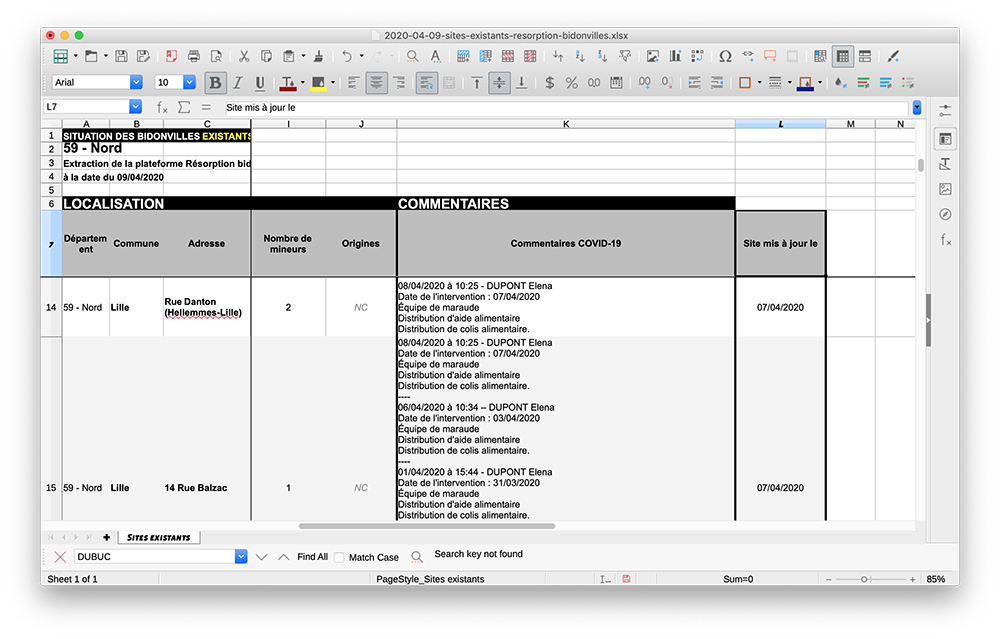 2020-04-09-sites-existants-resorption-bidonvilles.xlsx
Arial 10
L7 Site mis à jour le
A B C I J K L M N
1 SITUATION DES BIDONVILLES EXISTANTS
2 59 - Nord
3 Extraction de la plateforme Résorption bid
4 à la date du 09/04/2020
5
6 LOCALISATION COMMENTAIRES
7 Départem
ent
Commune
Adresse
Nombre de
mineurs
Origines
Commentaires COVID-19
Site mis à jour le
14 59 - Nord Lille
Rue Danton
(Hellemmes-Lille)
2
NC
08/04/2020 à 10:25 - DUPONT Elena
Date de l'intervention : 07/04/2020
Équipe de maraude
Distribution d'aide alimentaire
Distribution de colis alimentaire.
07/04/2020
15 59 - Nord Lille
14 Rue Balzac
1
NC
08/04/2020 à 10:25 - DUPONT Elena
Date de l'intervention : 07/04/2020
Équipe de maraude
Distribution d'aide alimentaire
Distribution de colis alimentaire.
----
06/04/2020 à 10:34 – DUPONT Elena
Date de l'intervention : 03/04/2020
Équipe de maraude
Distribution d'aide alimentaire
Distribution de colis alimentaire.
----
01/04/2020 à 15:44 - DUPONT Elena
Date de l'intervention : 31/03/2020
Équipe de maraude
Distribution d'aide alimentaire
Distribution de colis alimentaire.
07/04/2020
Sites existants
DUBUC Find All Match Case Search key not found
Sheet 1 of 1 PageStyle_Sites existants Sum=0 85%